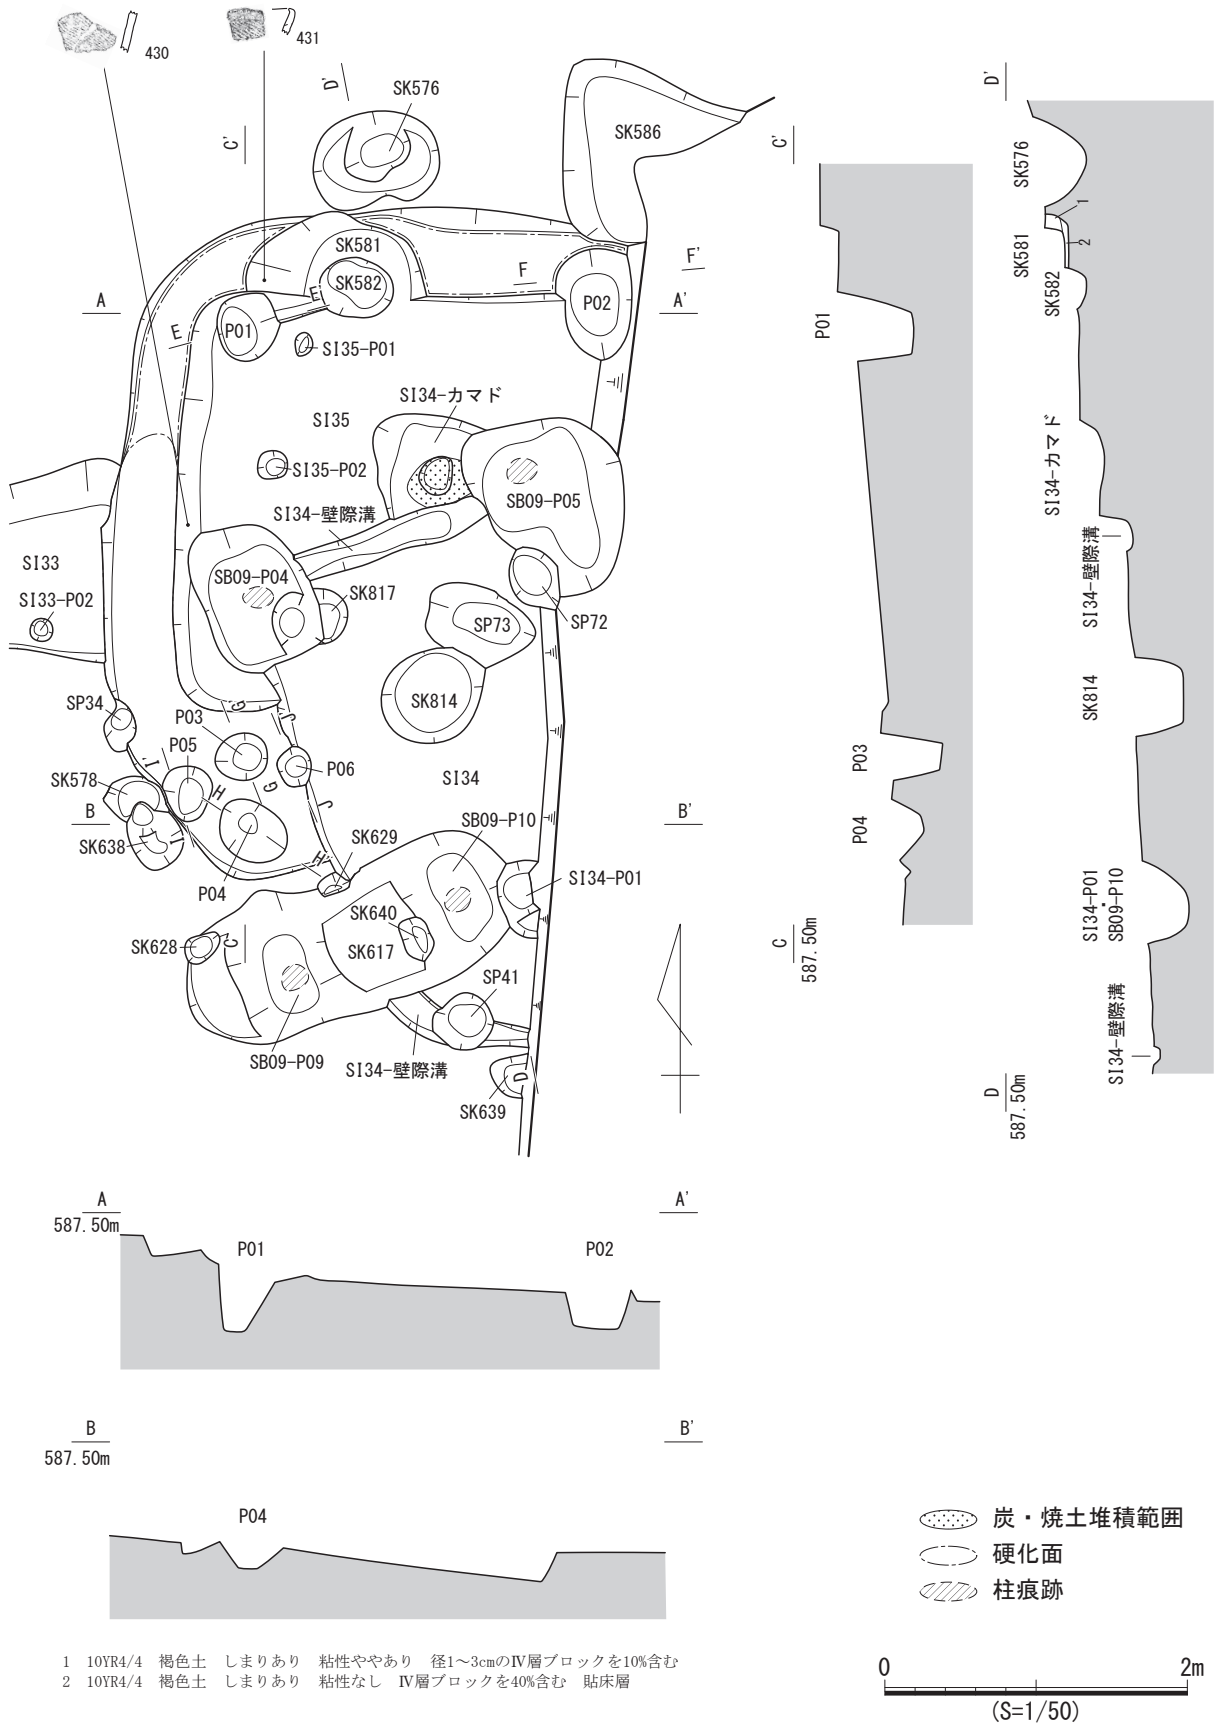 430
431
D'
SK576
C'
SK586
C'
D'
SK576
SK581
SK582
1
2
SK581
SK582
F
F'
E'
A
A'
P01
P02
E
SI35-P01
P01
SI34-カマド
SI35
SI35-P02
SB09-P05
SI34-カマド
SI34-壁際溝
SI33
SB09-P04
SI33-P02
SK817
SP72
SP73
SI34-壁際溝
SP34
G'
J'
SK814
SK814
P03
P05
I'
P06
P03
SK578
H
G
J
SI34
B
B'
SK638
I
SB09-P10
P04
SK629
H'
P04
SI34-P01
SI34-P01
・
SB09-P10
SK640
SK628
C
SK617
C
587.50m
SP41
SB09-P09
SI34-壁際溝
SI34-壁際溝
D
SK639
D
587.50m
A
A'
587.50m
P01
P02
B
B'
587.50m
P04
炭・焼土堆積範囲
硬化面
柱痕跡
1 10YR4/4 褐色土 しまりあり 粘性ややあり 径1～3cmのⅣ層ブロックを10%含む
2 10YR4/4 褐色土 しまりあり 粘性なし Ⅳ層ブロックを40%含む 貼床層
0
2m
(S=1/50)